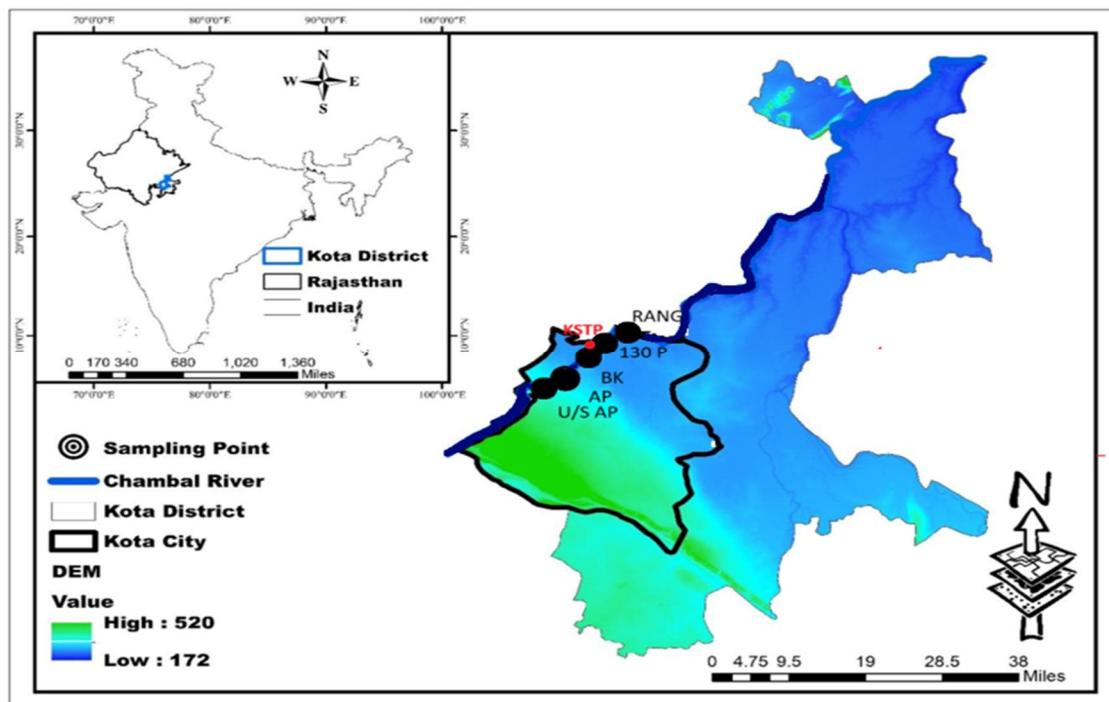 70°0'0"E 80°0'0"E 90°0'0"E 100°0'0"E
N
W E
S
30°0'0"N
20°0'0"N
10°0'0"N
Kota District
Rajasthan
India
0 170 340 680 1,020 1,360
Miles
70°0'0"E 80°0'0"E 90°0'0"E 100°0'0"E
30°0'0"N
20°0'0"N
10°0'0"N
RANG
KSTP
130 P
BK
AP
U/S AP
Sampling Point
Chambal River
Kota District
Kota City
DEM
Value
High : 520
Low : 172
N
0 4.75 9.5 19 28.5 38
Miles